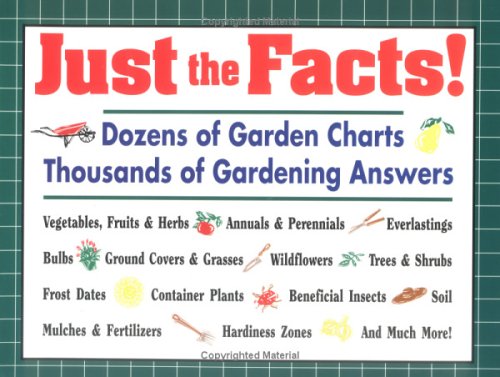 Copyrighted Material
Just the Facts!
Dozens of Garden Charts
Thousands of Gardening Answers
Vegetables, Fruits & Herbs Annuals & Perennials Everlastings
Bulbs Ground Covers & Grasses Wildflowers Trees & Shrubs
Frost Dates Container Plants Beneficial Insects Soil
Mulches & Fertilizers Hardiness Zones And Much More!
Copyrighted Material